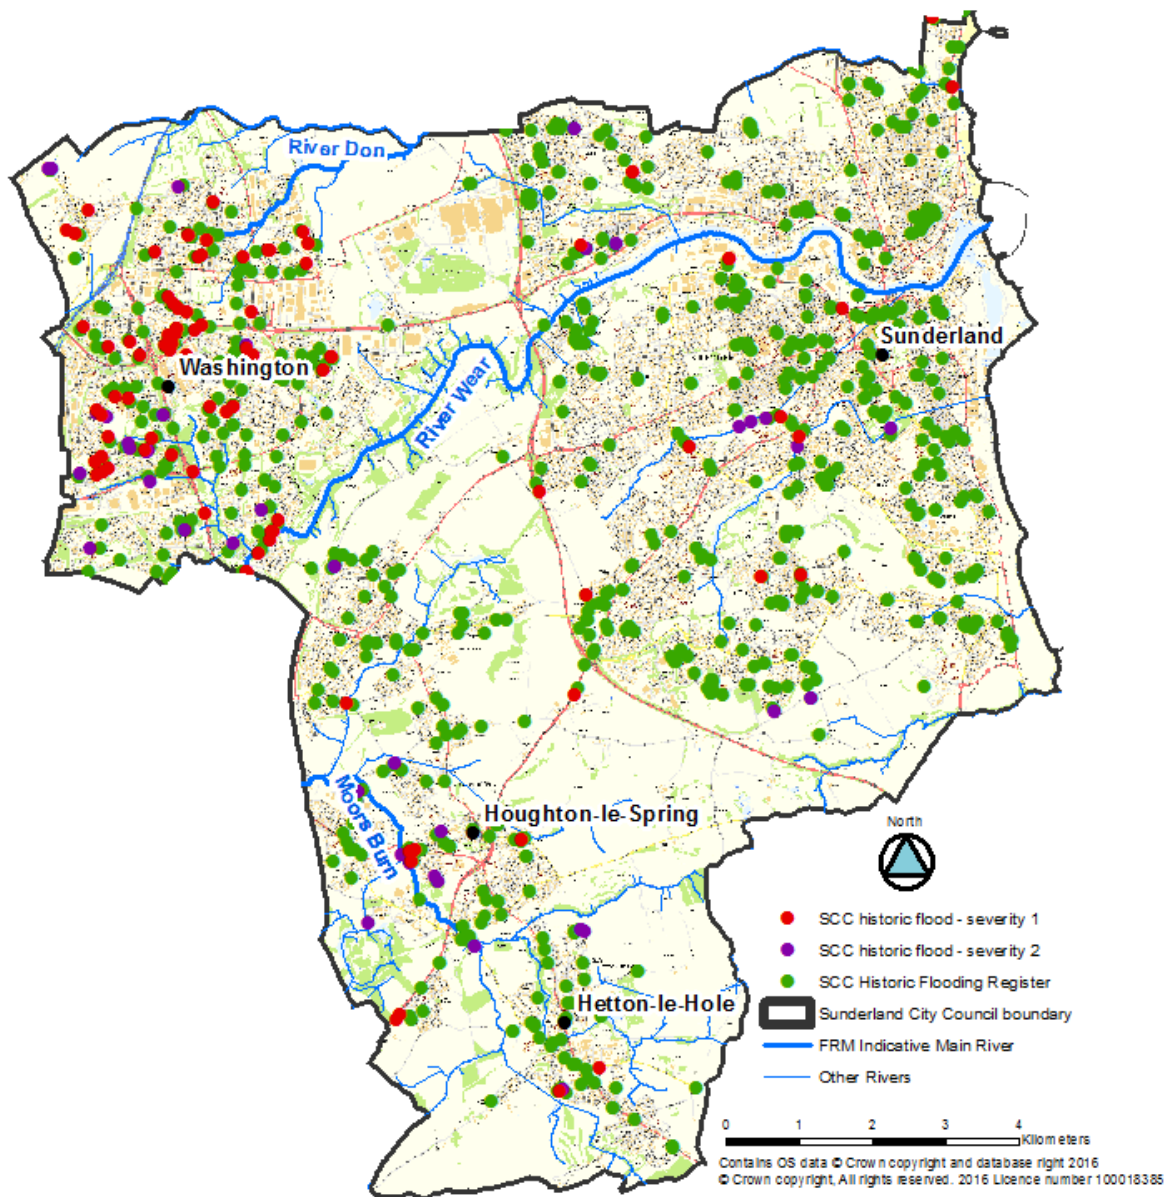 River Don
Sunderland
Washington
River Wear
Moors Burn
Houghton-le-Spring
North
SCC historic flood - severity 1
SCC historic flood - severity 2
SCC Historic Flooding Register
Hetton-le-Hole
Sunderland City Council boundary
FRM Indicative Main River
Other Rivers
0 1 2 3 4
Kilometers
Contains OS data © Crown copyright and database right 2016
© Crown copyright, All rights reserved. 2016 Licence number 100018385